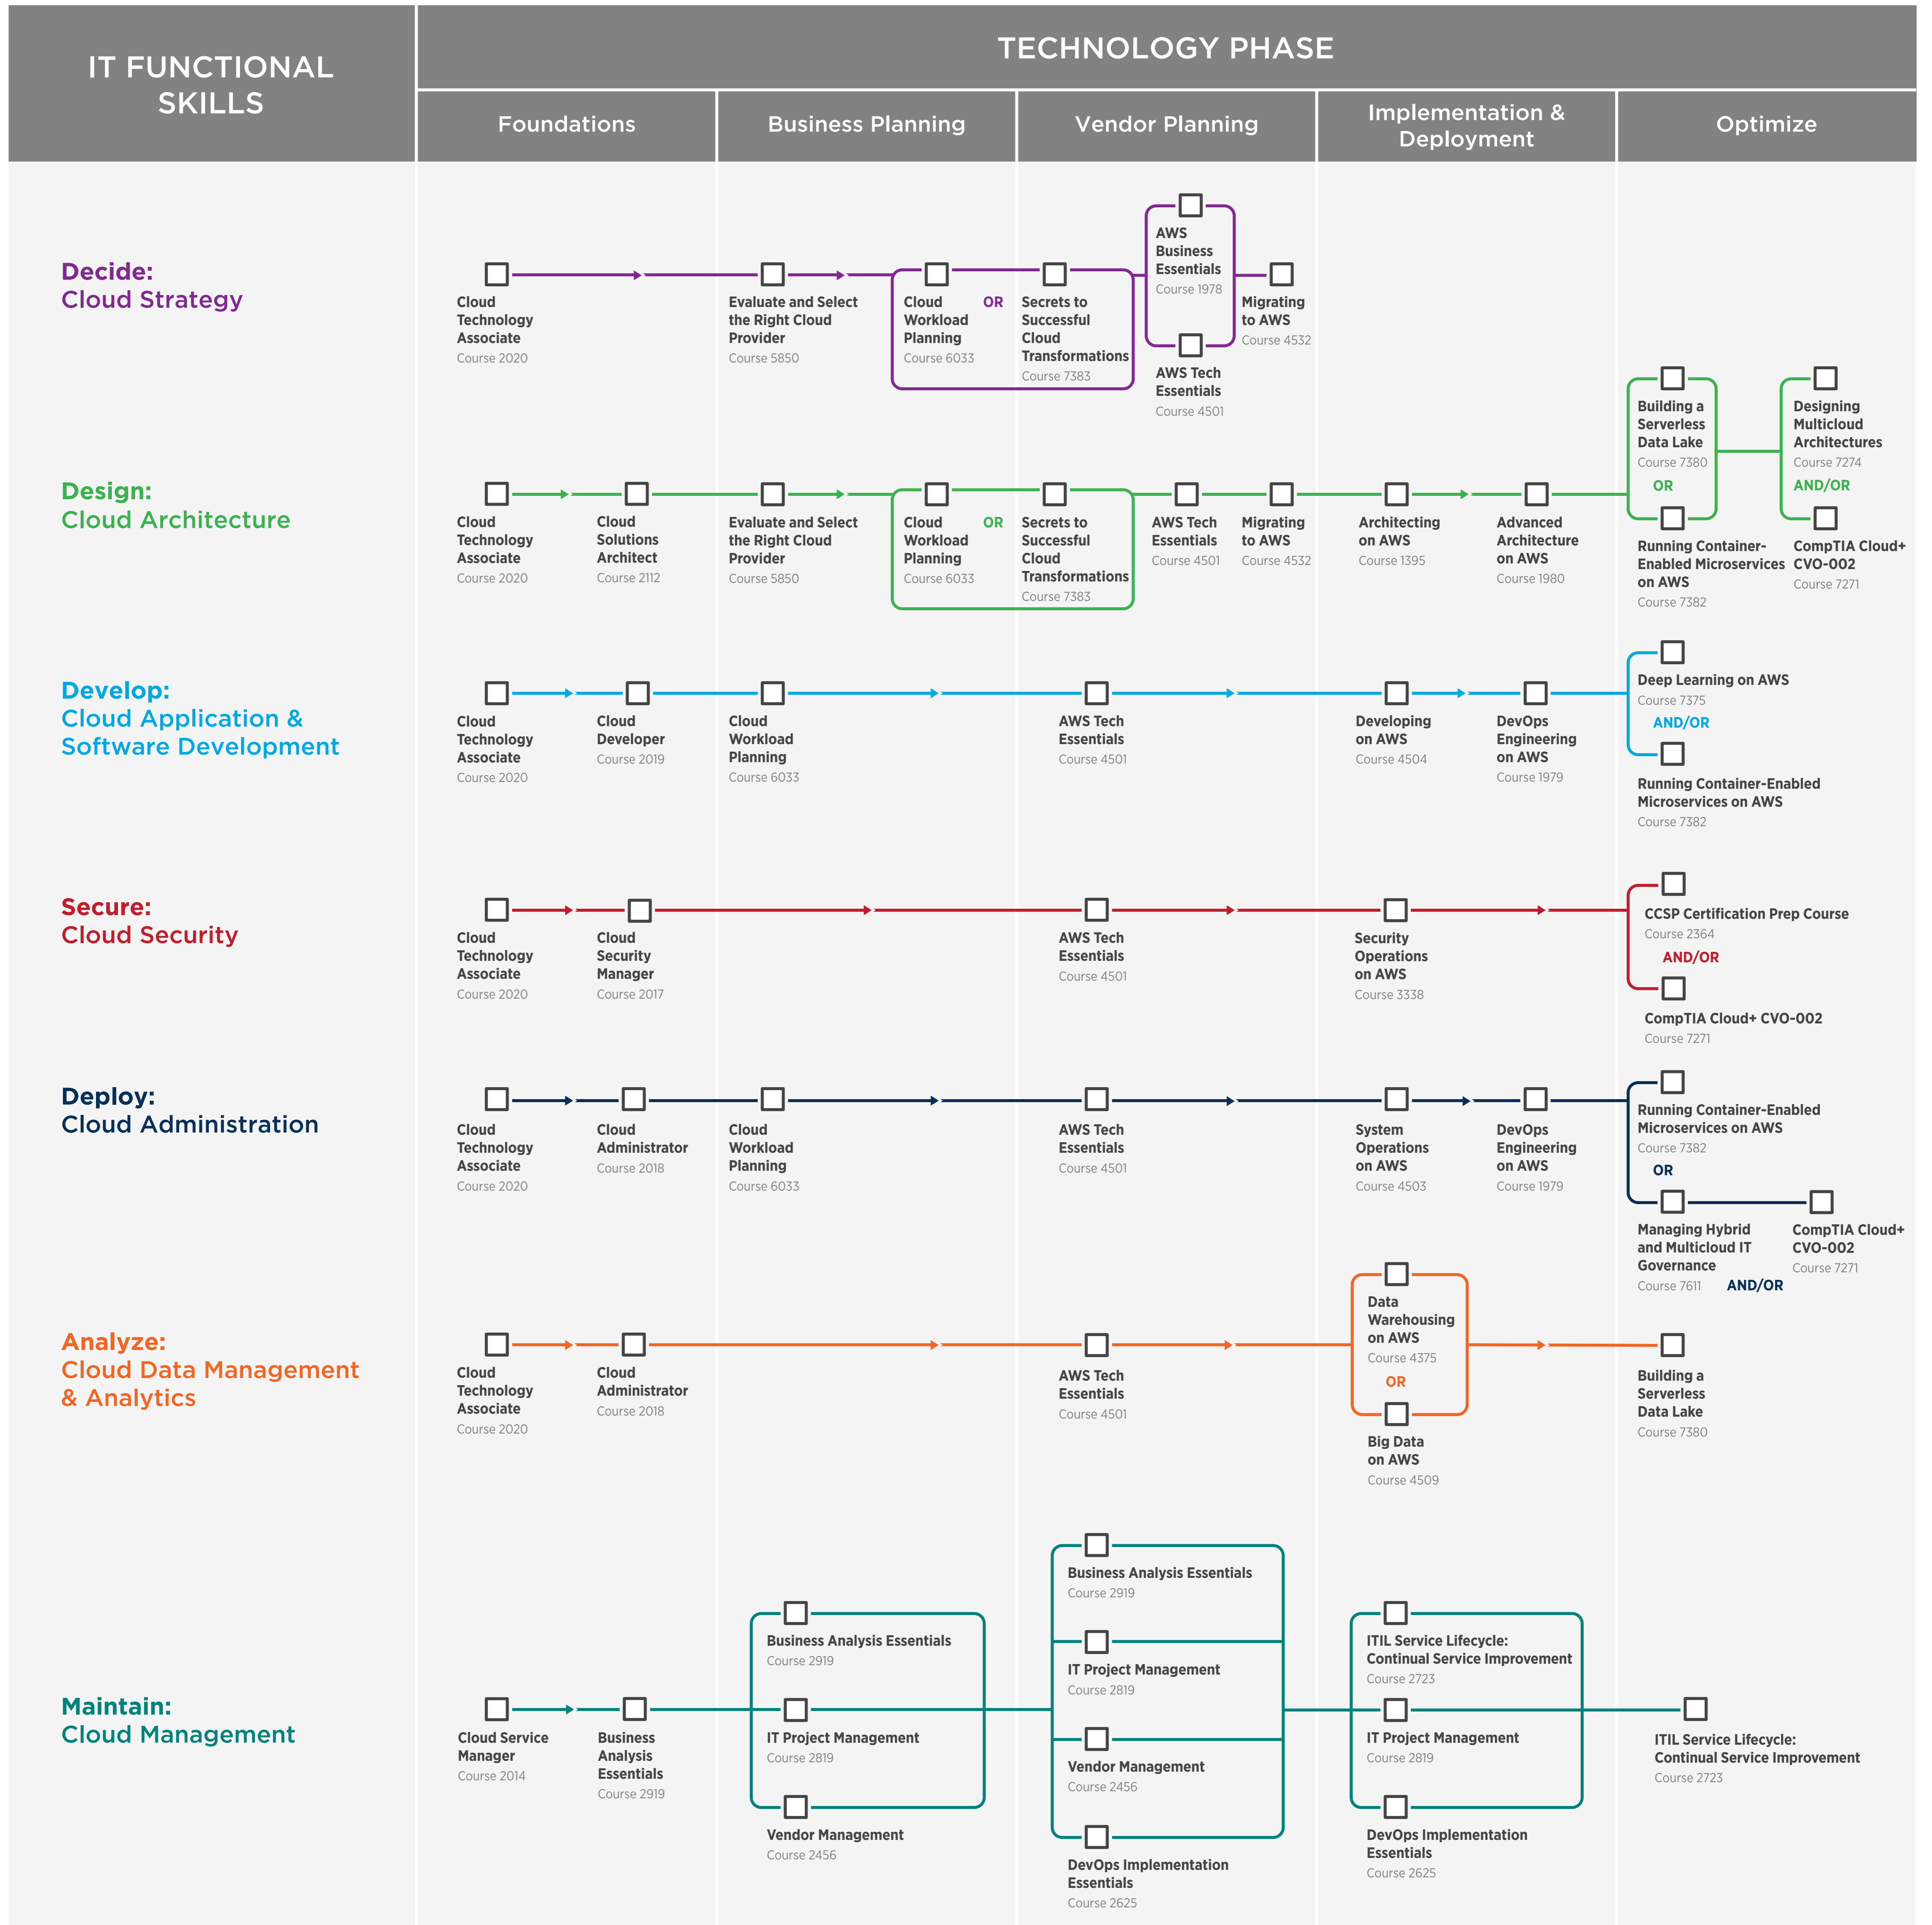 IT FUNCTIONAL
SKILLS
TECHNOLOGY PHASE
Foundations
Business Planning
Vendor Planning
Implementation &
Deployment
Optimize
Decide:
Cloud Strategy
Cloud
Technology
Associate
Course 2020
Evaluate and Select
the Right Cloud
Provider
Course 5850
Cloud
Workload
Planning
Course 6033
OR
Secrets to
Successful
Cloud
Transformations
Course 7383
AWS
Business
Essentials
Course 1978
AWS Tech
Essentials
Course 4501
Migrating
to AWS
Course 4532
Design:
Cloud Architecture
Cloud
Technology
Associate
Course 2020
Cloud
Solutions
Architect
Course 2112
Evaluate and Select
the Right Cloud
Provider
Course 5850
Cloud
Workload
Planning
Course 6033
OR
Secrets to
Successful
Cloud
Transformations
Course 7383
AWS Tech
Essentials
Course 4501
Migrating
to AWS
Course 4532
Architecting
on AWS
Course 1395
Advanced
Architecture
on AWS
Course 1980
Building a
Serverless
Data Lake
Course 7380
OR
Running Container-
Enabled Microservices
on AWS
Course 7382
Designing
Multicloud
Architectures
Course 7274
AND/OR
CompTIA Cloud+
CVO-002
Course 7271
Develop:
Cloud Application &
Software Development
Cloud
Technology
Associate
Course 2020
Cloud
Developer
Course 2019
Cloud
Workload
Planning
Course 6033
AWS Tech
Essentials
Course 4501
Developing
on AWS
Course 4504
DevOps
Engineering
on AWS
Course 1979
Deep Learning on AWS
Course 7375
AND/OR
Running Container-Enabled
Microservices on AWS
Course 7382
Secure:
Cloud Security
Cloud
Technology
Associate
Course 2020
Cloud
Security
Manager
Course 2017
AWS Tech
Essentials
Course 4501
Security
Operations
on AWS
Course 3338
CCSP Certification Prep Course
Course 2364
AND/OR
CompTIA Cloud+ CVO-002
Course 7271
Deploy:
Cloud Administration
Cloud
Technology
Associate
Course 2020
Cloud
Administrator
Course 2018
Cloud
Workload
Planning
Course 6033
AWS Tech
Essentials
Course 4501
System
Operations
on AWS
Course 4503
DevOps
Engineering
on AWS
Course 1979
Running Container-Enabled
Microservices on AWS
Course 7382
OR
Managing Hybrid
and Multicloud IT
Governance
Course 7611
AND/OR
CompTIA Cloud+
CVO-002
Course 7271
Analyze:
Cloud Data Management
& Analytics
Cloud
Technology
Associate
Course 2020
Cloud
Administrator
Course 2018
AWS Tech
Essentials
Course 4501
Data
Warehousing
on AWS
Course 4375
OR
Big Data
on AWS
Course 4509
Building a
Serverless
Data Lake
Course 7380
Maintain:
Cloud Management
Cloud Service
Manager
Course 2014
Business
Analysis
Essentials
Course 2919
Business Analysis Essentials
Course 2919
IT Project Management
Course 2819
Vendor Management
Course 2456
Business Analysis Essentials
Course 2919
IT Project Management
Course 2819
Vendor Management
Course 2456
DevOps Implementation
Essentials
Course 2625
ITIL Service Lifecycle:
Continual Service Improvement
Course 2723
IT Project Management
Course 2819
DevOps Implementation
Essentials
Course 2625
ITIL Service Lifecycle:
Continual Service Improvement
Course 2723